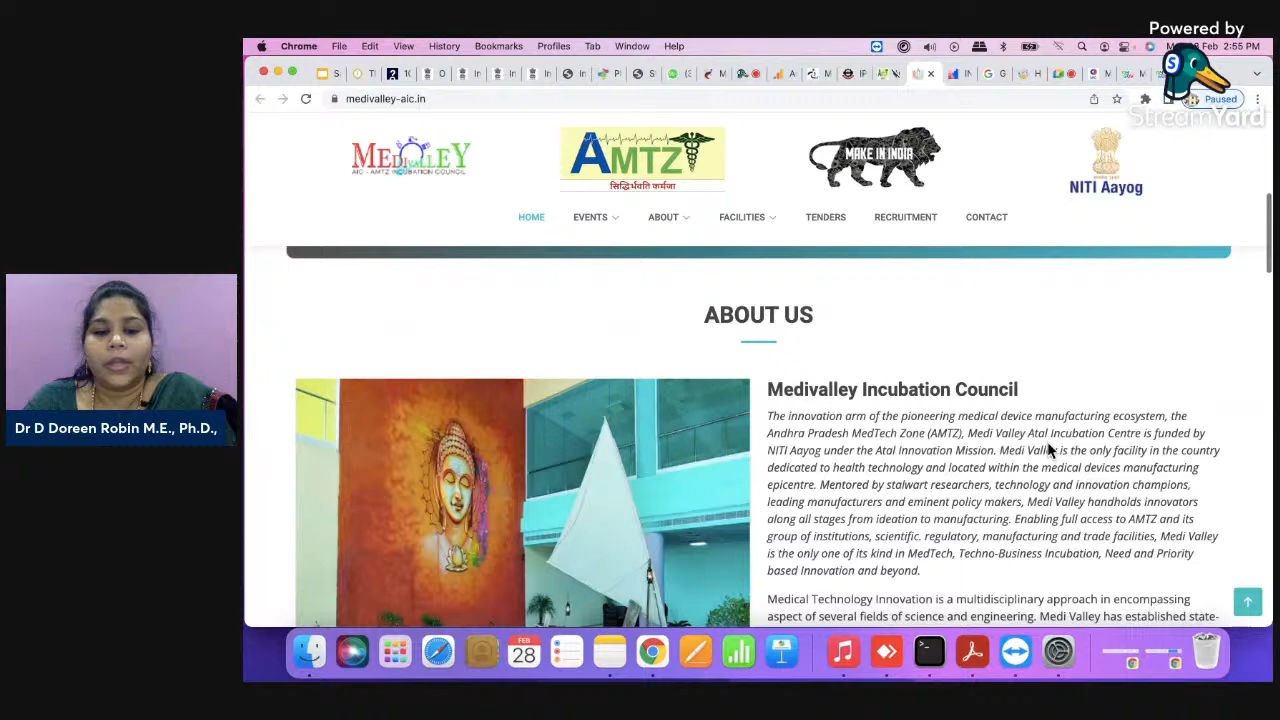 Powered by
StreamYard
Chrome File Edit View History Bookmarks Profiles Tab Window Help
Feb 2:55 PM
medivalley-aic.in
Paused
MEDIVALLEY
AIC - AMTZ INCUBATION COUNCIL
AMTZ
सिद्धिर्भवति कर्मजा
MAKE IN INDIA
NITI Aayog
HOME EVENTS ABOUT FACILITIES TENDERS RECRUITMENT CONTACT
ABOUT US
Medivalley Incubation Council
The innovation arm of the pioneering medical device manufacturing ecosystem, the
Andhra Pradesh MedTech Zone (AMTZ), Medi Valley Atal Incubation Centre is funded by
NITI Aayog under the Atal Innovation Mission. Medi Valley is the only facility in the country
dedicated to health technology and located within the medical devices manufacturing
epicentre. Mentored by stalwart researchers, technology and innovation champions,
leading manufacturers and eminent policy makers, Medi Valley handholds innovators
along all stages from ideation to manufacturing. Enabling full access to AMTZ and its
group of institutions, scientific. regulatory, manufacturing and trade facilities, Medi Valley
is the only one of its kind in MedTech, Techno-Business Incubation, Need and Priority
based Innovation and beyond.
Medical Technology Innovation is a multidisciplinary approach in encompassing
aspect of several fields of science and engineering. Medi Valley has established state-
Dr D Doreen Robin M.E., Ph.D.,
FEB
28